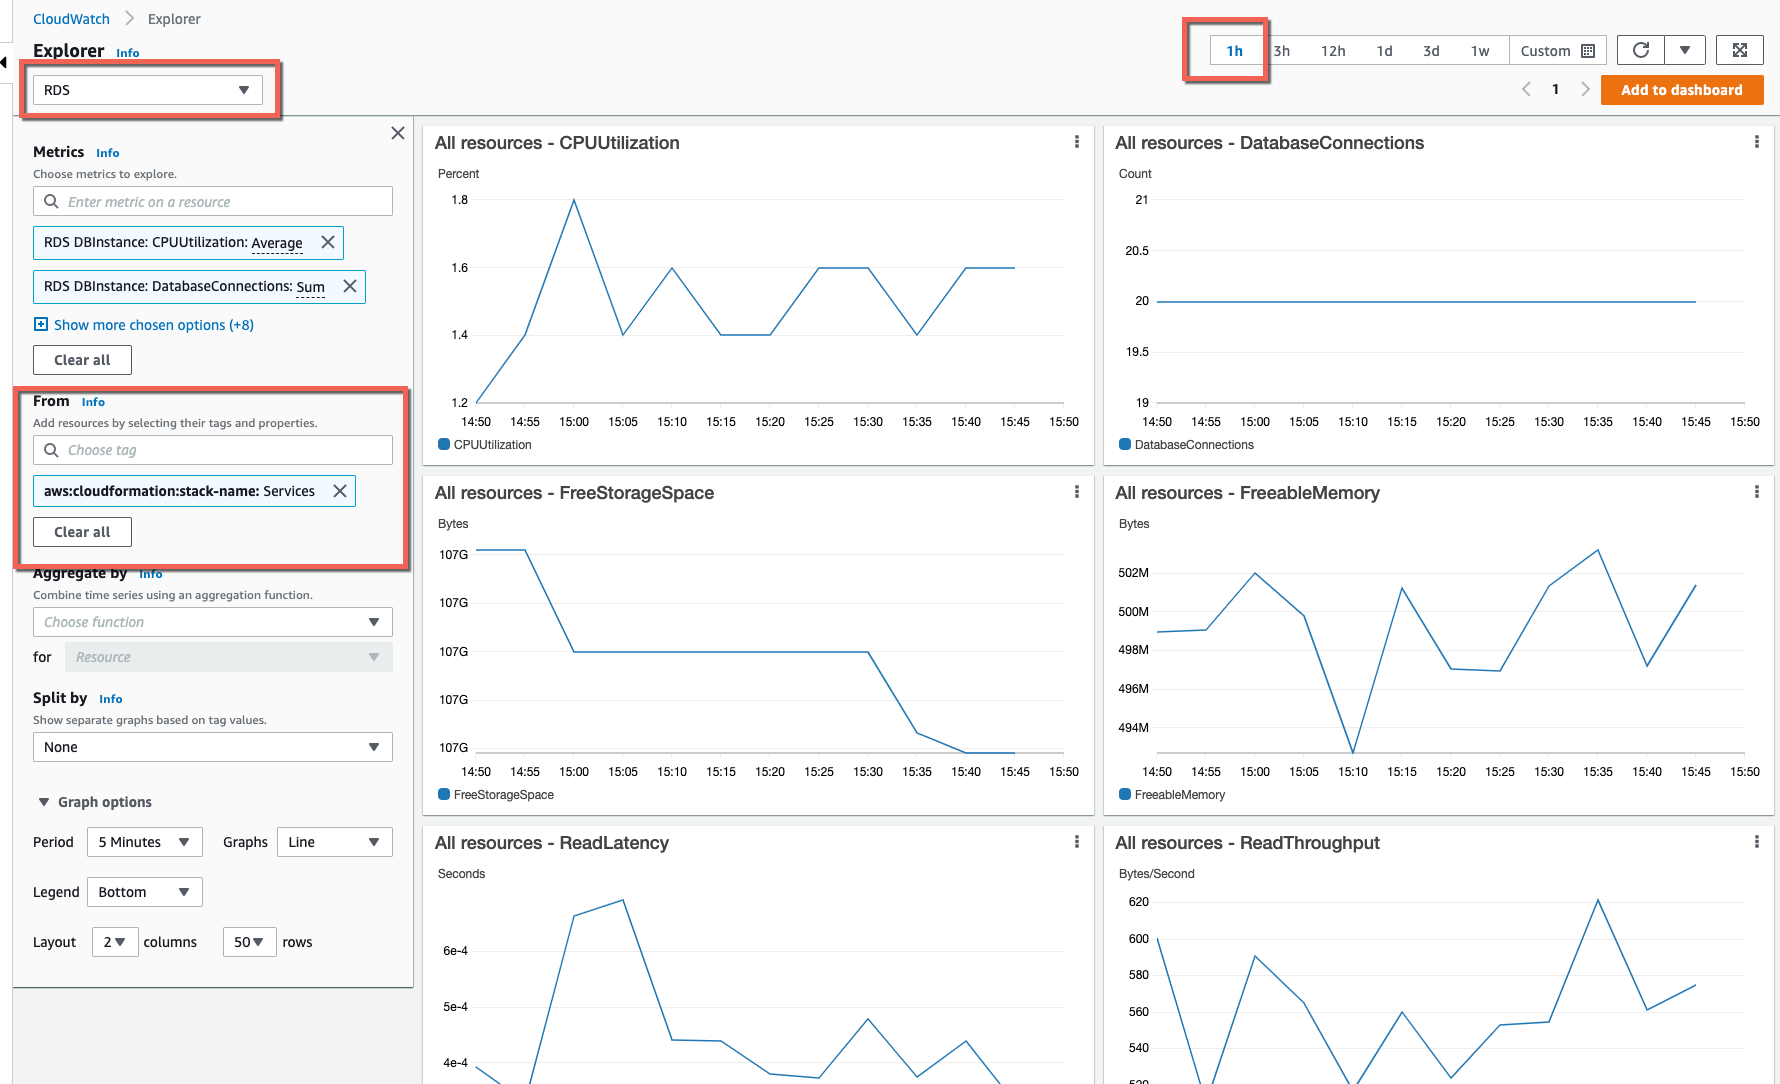 CloudWatch
Explorer
Explorer Info
RDS
1h 3h 12h 1d 3d 1w Custom
1
Add to dashboard
Metrics Info
Choose metrics to explore.
Enter metric on a resource
RDS DBInstance: CPUUtilization: Average
RDS DBInstance: DatabaseConnections: Sum
Show more chosen options (+8)
Clear all
From Info
Add resources by selecting their tags and properties.
Choose tag
aws:cloudformation:stack-name: Services
Clear all
Aggregate by Info
Combine time series using an aggregation function.
Choose function
for Resource
Split by Info
Show separate graphs based on tag values.
None
Graph options
Period 5 Minutes Graphs Line
Legend Bottom
Layout 2 columns 50 rows
All resources - CPUUtilization
Percent
1.8
1.6
1.4
1.2
14:50 14:55 15:00 15:05 15:10 15:15 15:20 15:25 15:30 15:35 15:40 15:45 15:50
CPUUtilization
All resources - DatabaseConnections
Count
21
20.5
20
19.5
19
14:50 14:55 15:00 15:05 15:10 15:15 15:20 15:25 15:30 15:35 15:40 15:45 15:50
DatabaseConnections
All resources - FreeStorageSpace
Bytes
107G
107G
107G
107G
107G
14:50 14:55 15:00 15:05 15:10 15:15 15:20 15:25 15:30 15:35 15:40 15:45 15:50
FreeStorageSpace
All resources - FreeableMemory
Bytes
502M
500M
498M
496M
494M
14:50 14:55 15:00 15:05 15:10 15:15 15:20 15:25 15:30 15:35 15:40 15:45 15:50
FreeableMemory
All resources - ReadLatency
Seconds
6e-4
5e-4
4e-4
All resources - ReadThroughput
Bytes/Second
620
600
580
560
540
520